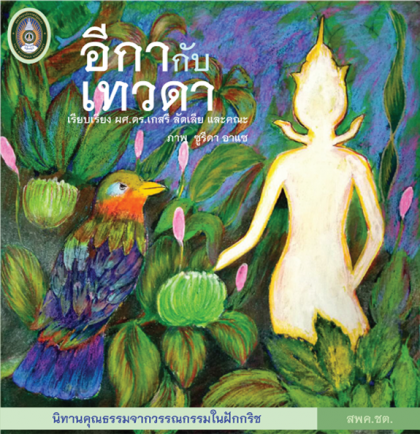 อีกากับ
เทวดา
เรียบเรียง ผศ.ดร.เกสรี ลัดเลีย และคณะ
ภาพ ซูรีดา อาแซ
นิทานคุณธรรมจากวรรณกรรมในฝักกริช
สพค.ชต.